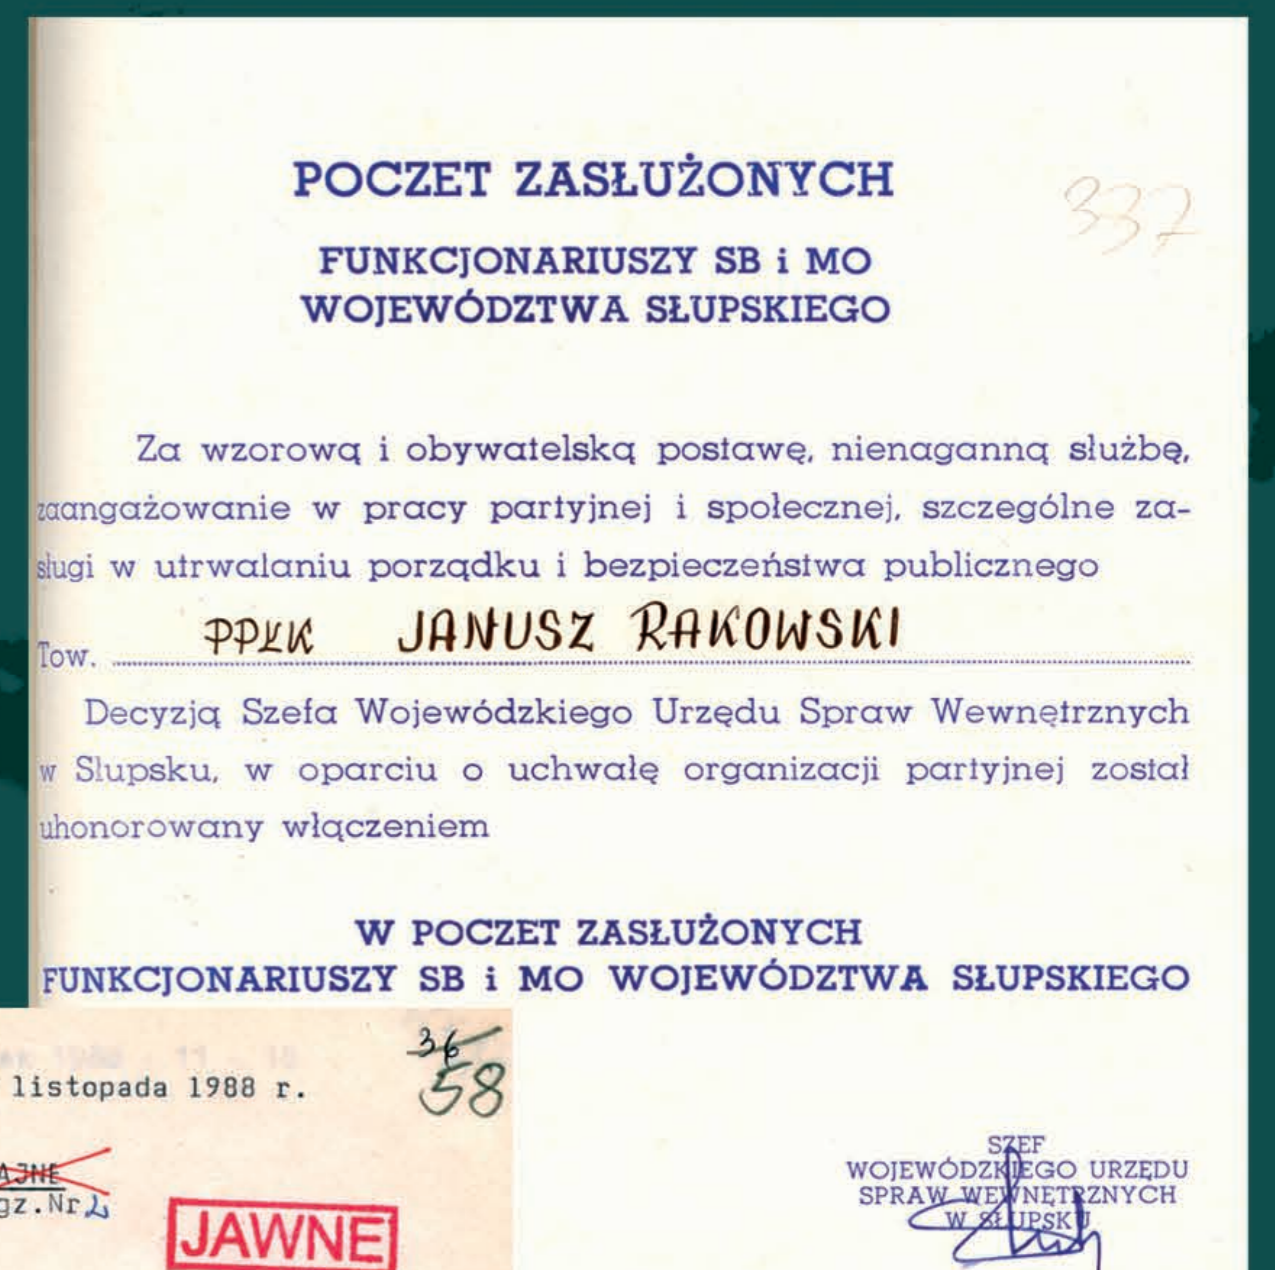 POCZET ZASŁUŻONYCH
337
FUNKCJONARIUSZY SB i MO
WOJEWÓDZTWA SŁUPSKIEGO
Za wzorową i obywatelską postawę, nienaganną służbę,
zaangażowanie w pracy partyjnej i społecznej, szczególne za-
sługi w utrwalaniu porządku i bezpieczeństwa publicznego
Tow. PPŁK JANUSZ RAKOWSKI
Decyzją Szefa Wojewódzkiego Urzędu Spraw Wewnętrznych
w Słupsku, w oparciu o uchwałę organizacji partyjnej został
uhonorowany włączeniem
W POCZET ZASŁUŻONYCH
FUNKCJONARIUSZY SB i MO WOJEWÓDZTWA SŁUPSKIEGO
36
58
listopada 1988 r.
AJNE
gz.Nr 2
JAWNE
SZEF
WOJEWÓDZKIEGO URZĘDU
SPRAW WEWNĘTRZNYCH
W SŁUPSKU